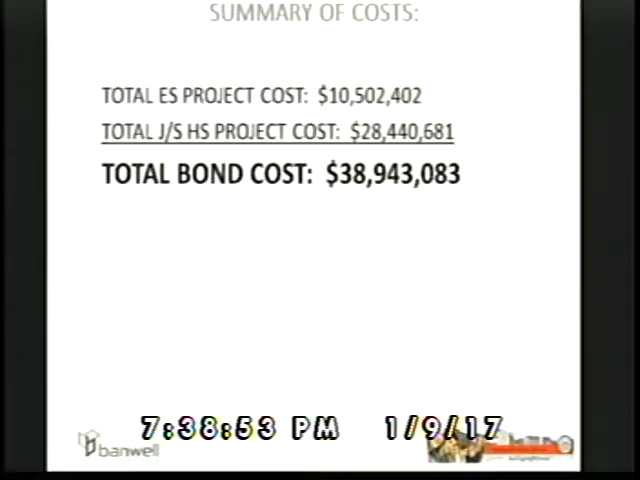 SUMMARY OF COSTS:
TOTAL ES PROJECT COST: $10,502,402
TOTAL J/S HS PROJECT COST: $28,440,681
TOTAL BOND COST: $38,943,083
7:38:53 PM 1/9/17
banwell